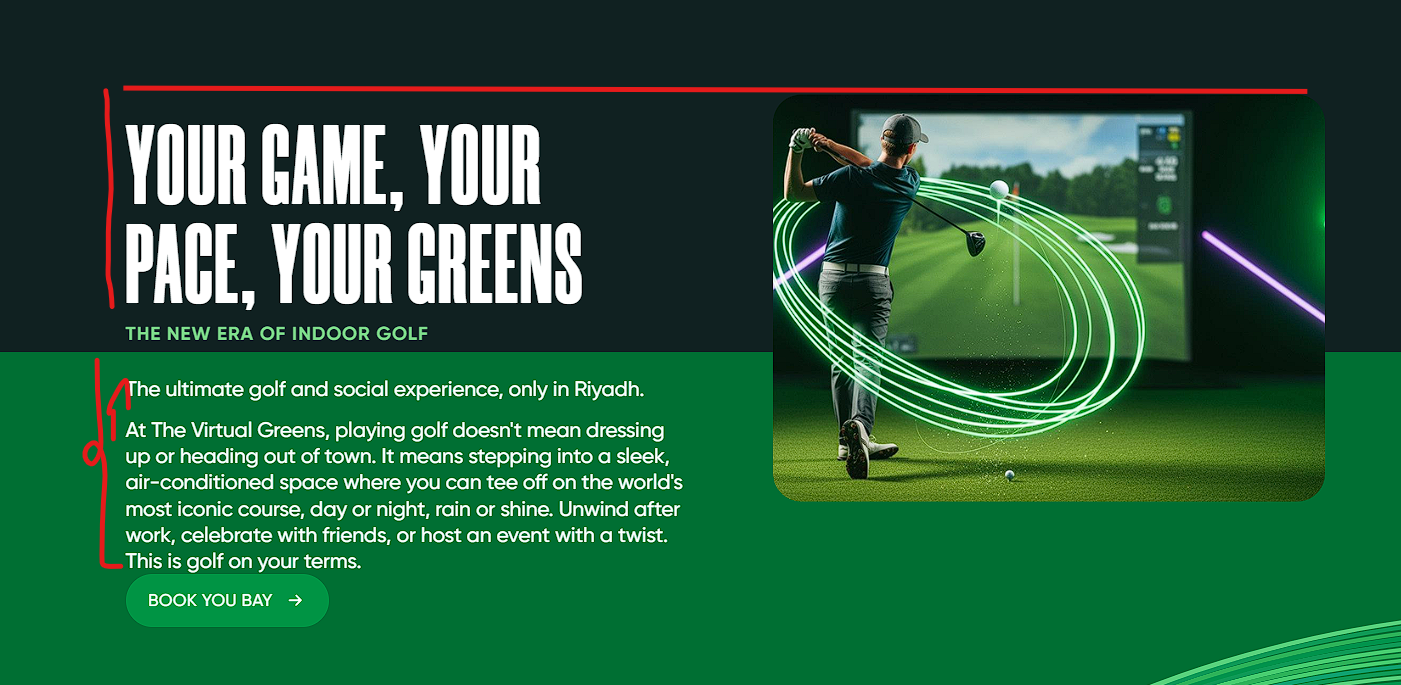 YOUR GAME, YOUR
PACE, YOUR GREENS
THE NEW ERA OF INDOOR GOLF
The ultimate golf and social experience, only in Riyadh.
At The Virtual Greens, playing golf doesn't mean dressing
up or heading out of town. It means stepping into a sleek,
air-conditioned space where you can tee off on the world's
most iconic course, day or night, rain or shine. Unwind after
work, celebrate with friends, or host an event with a twist.
This is golf on your terms.
BOOK YOU BAY